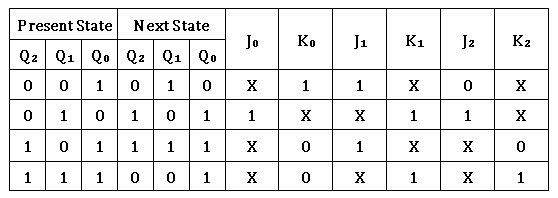 Present State Next State J₀ K₀ J₁ K₁ J₂ K₂
Q₂ Q₁ Q₀ Q₂ Q₁ Q₀
0 0 1 0 1 0 X 1 1 X 0 X
0 1 0 1 0 1 1 X X 1 1 X
1 0 1 1 1 1 X 0 1 X X 0
1 1 1 0 0 1 X 0 X 1 X 1